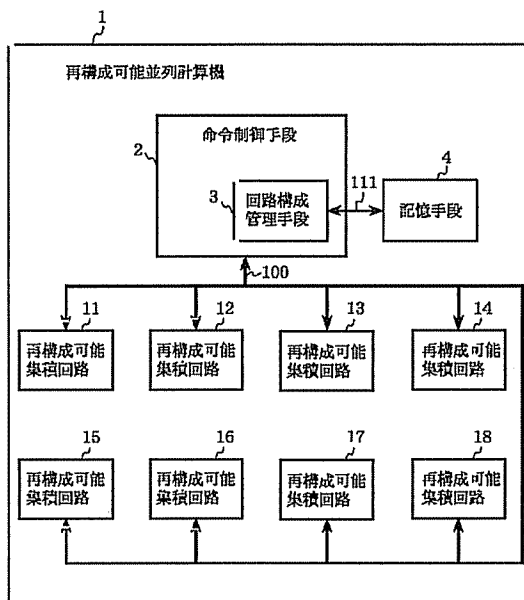 1
再構成可能並列計算機
命令制御手段
2
3
回路構成
管理手段
111
4
記憶手段
100
11
12
13
14
再構成可能
集積回路
再構成可能
集積回路
再構成可能
集積回路
再構成可能
集積回路
15
16
17
18
再構成可能
集積回路
再構成可能
集積回路
再構成可能
集積回路
再構成可能
集積回路